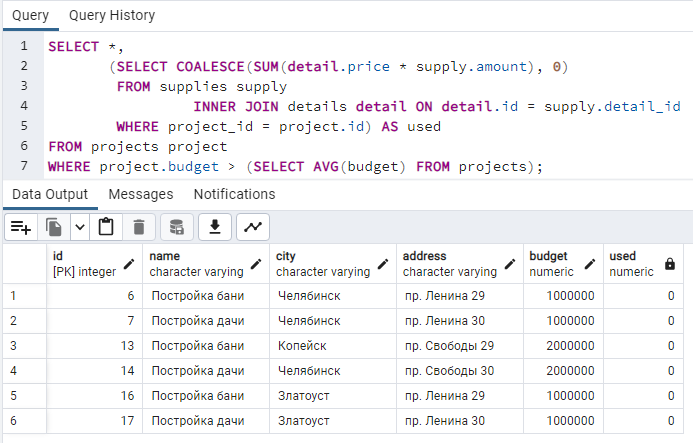 Query Query History
1 SELECT *,
2 (SELECT COALESCE(SUM(detail.price * supply.amount), 0)
3 FROM supplies supply
4 INNER JOIN details detail ON detail.id = supply.detail_id
5 WHERE project_id = project.id) AS used
6 FROM projects project
7 WHERE project.budget > (SELECT AVG(budget) FROM projects);
Data Output Messages Notifications
id name city address budget used
[PK] integer character varying character varying character varying numeric numeric
1 6 Постройка бани Челябинск пр. Ленина 29 1000000 0
2 7 Постройка дачи Челябинск пр. Ленина 30 1000000 0
3 13 Постройка бани Копейск пр. Свободы 29 2000000 0
4 14 Постройка дачи Челябинск пр. Свободы 30 2000000 0
5 16 Постройка бани Златоуст пр. Ленина 29 1000000 0
6 17 Постройка дачи Златоуст пр. Ленина 30 1000000 0